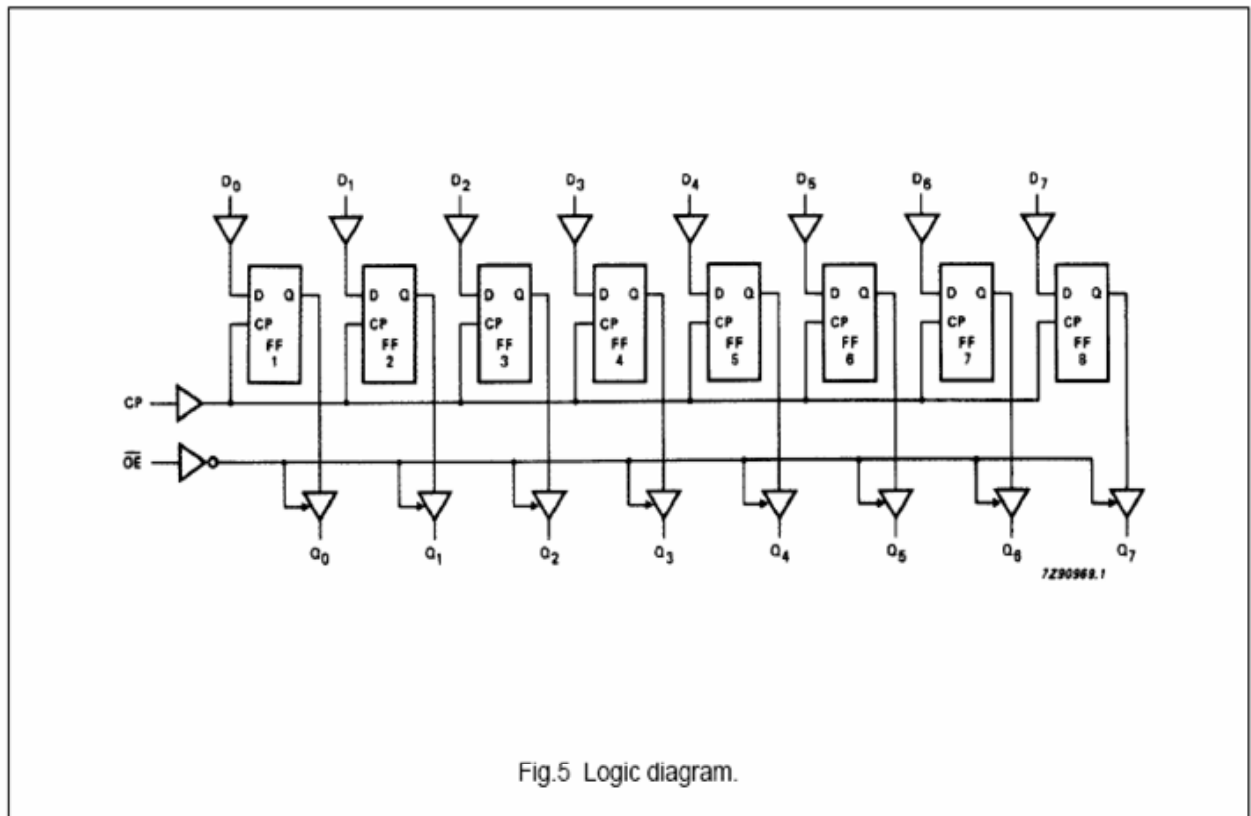 D0 D1 D2 D3 D4 D5 D6 D7
D Q D Q D Q D Q D Q D Q D Q D Q
CP CP CP CP CP CP CP CP
FF FF FF FF FF FF FF FF
1 2 3 4 5 6 7 8
CP
O̅E̅
Q0 Q1 Q2 Q3 Q4 Q5 Q6 Q7
7Z90969.1
Fig.5 Logic diagram.